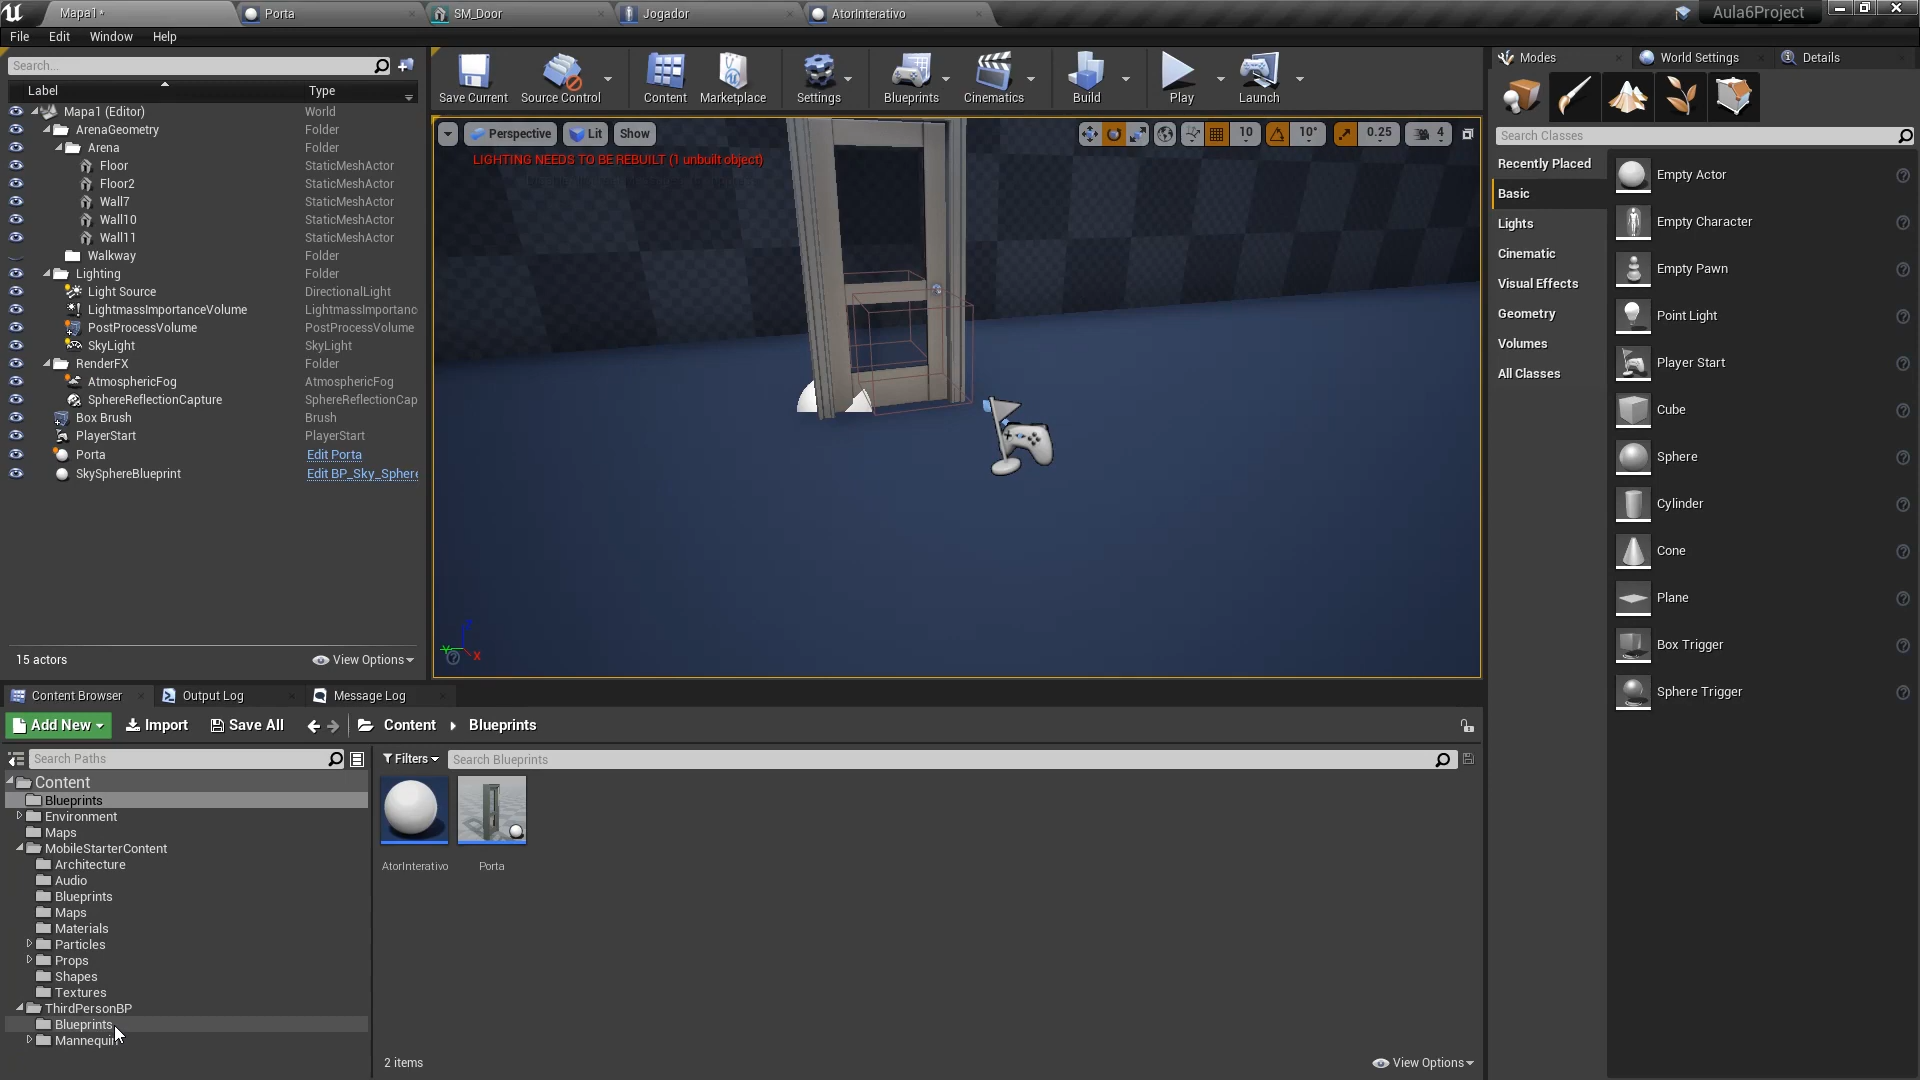 Mapa1*
Porta
SM_Door
Jogador
AtorInterativo
Aula6Project
File
Edit
Window
Help
Search...
Label
Type
Mapa1 (Editor)
World
ArenaGeometry
Folder
Arena
Folder
Floor
StaticMeshActor
Floor2
StaticMeshActor
Wall7
StaticMeshActor
Wall10
StaticMeshActor
Wall11
StaticMeshActor
Walkway
Folder
Lighting
Folder
Light Source
DirectionalLight
LightmassImportanceVolume
LightmassImportanc
PostProcessVolume
PostProcessVolume
SkyLight
SkyLight
RenderFX
Folder
AtmosphericFog
AtmosphericFog
SphereReflectionCapture
SphereReflectionCap
Box Brush
Brush
PlayerStart
PlayerStart
Porta
Edit Porta
SkySphereBlueprint
Edit BP_Sky_Sphere
15 actors
View Options
Save Current
Source Control
Content
Marketplace
Settings
Blueprints
Cinematics
Build
Play
Launch
Perspective
Lit
Show
10
10°
0.25
4
LIGHTING NEEDS TO BE REBUILT (1 unbuilt object)
Z
Y
X
Modes
World Settings
Details
Search Classes
Recently Placed
Basic
Lights
Cinematic
Visual Effects
Geometry
Volumes
All Classes
Empty Actor
Empty Character
Empty Pawn
Point Light
Player Start
Cube
Sphere
Cylinder
Cone
Plane
Box Trigger
Sphere Trigger
Content Browser
Output Log
Message Log
Add New
Import
Save All
Content
Blueprints
Search Paths
Filters
Search Blueprints
Content
Blueprints
Environment
Maps
MobileStarterContent
Architecture
Audio
Blueprints
Maps
Materials
Particles
Props
Shapes
Textures
ThirdPersonBP
Blueprints
Mannequin
AtorInterativo
Porta
2 items
View Options